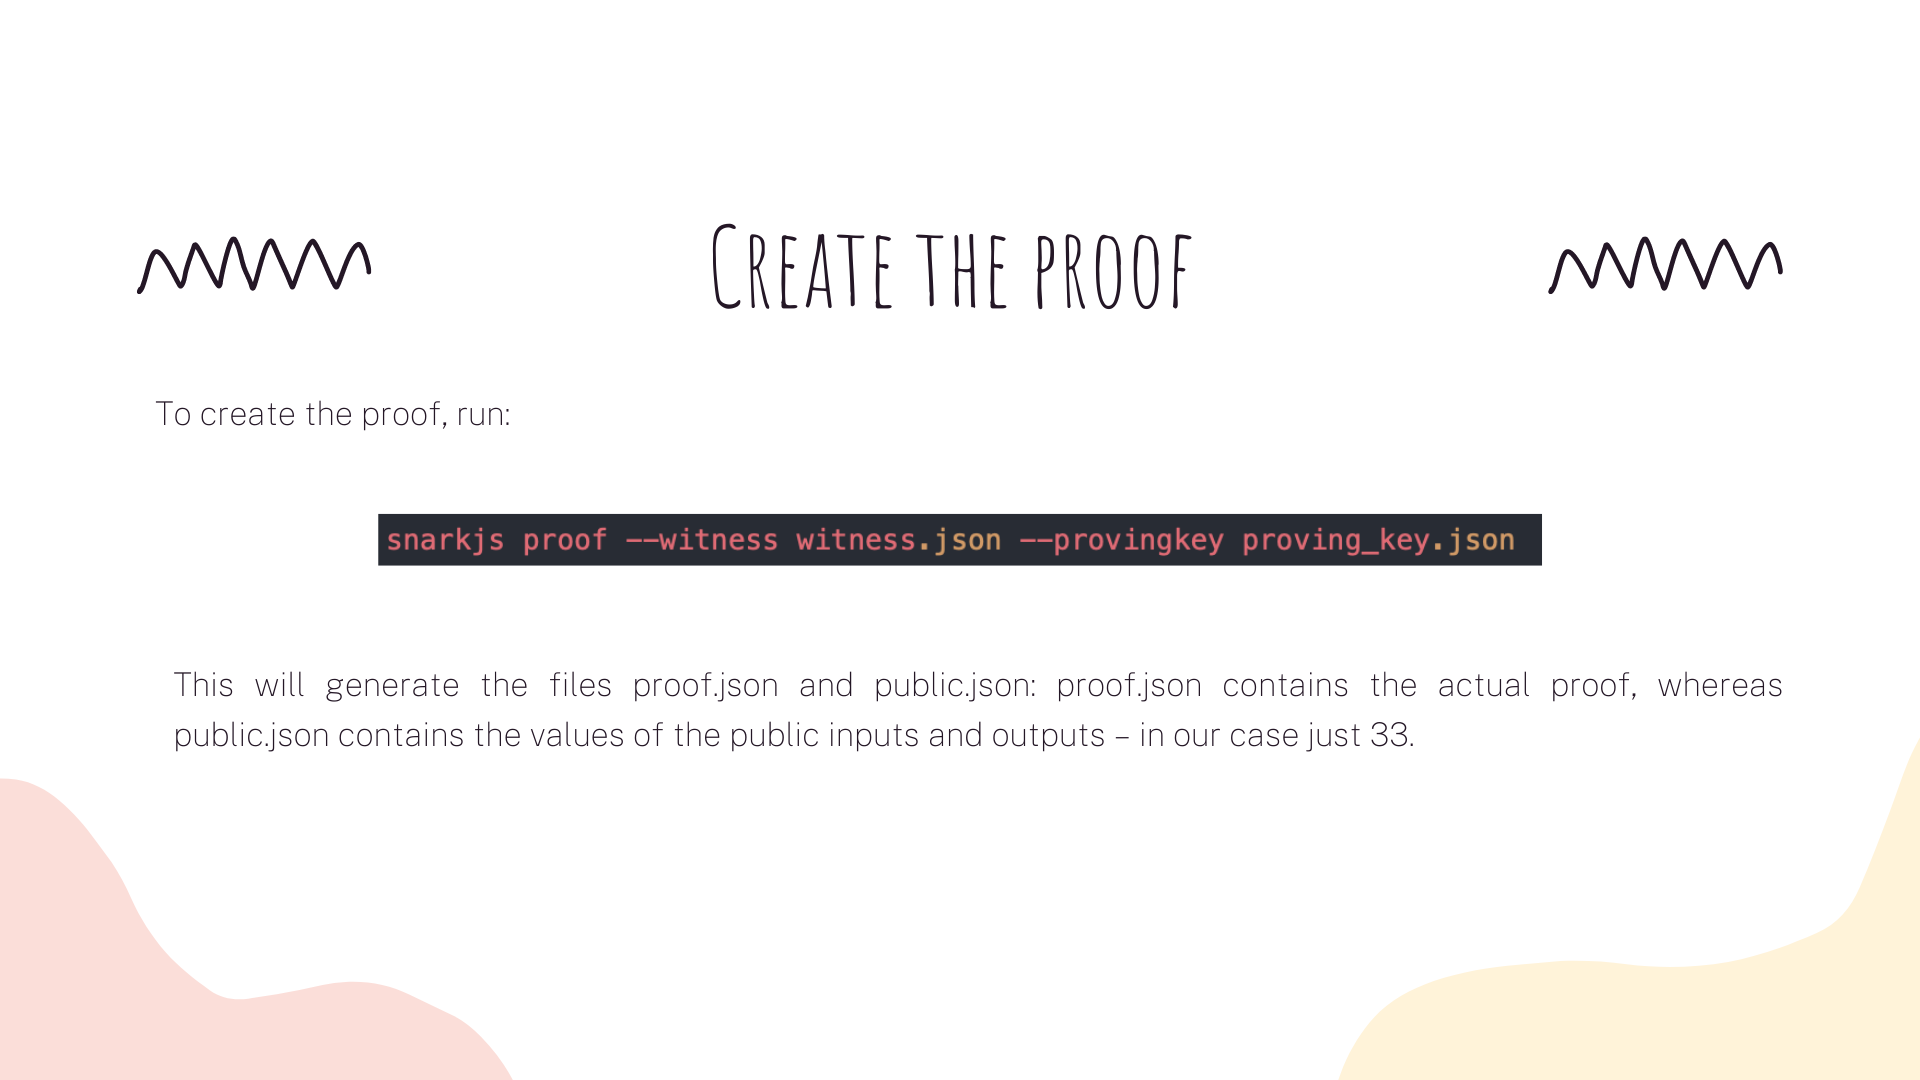 Create the proof
To create the proof, run:
snarkjs proof --witness witness.json --provingkey proving_key.json
This will generate the files proof.json and public.json: proof.json contains the actual proof, whereas
public.json contains the values of the public inputs and outputs – in our case just 33.